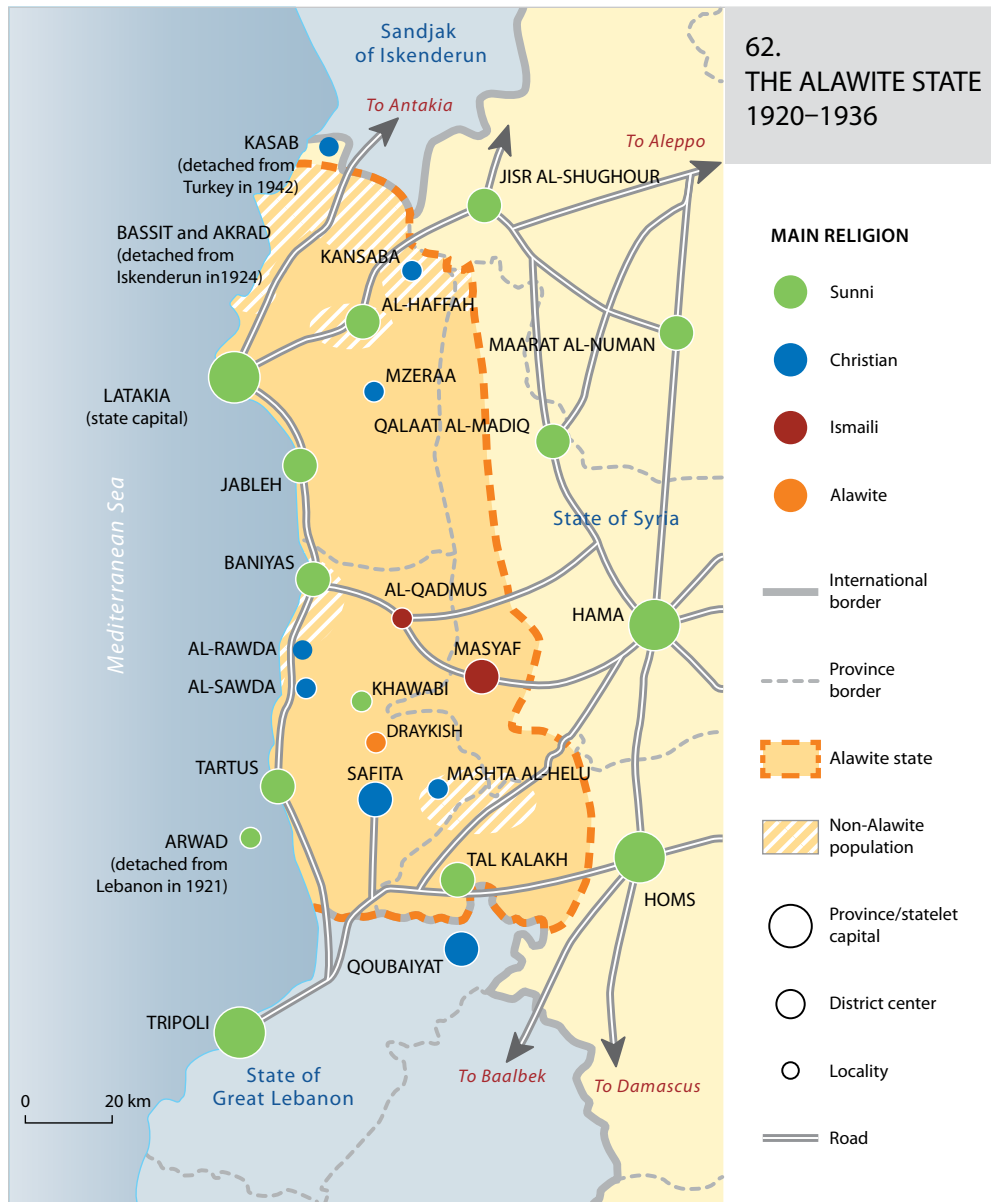 62.
THE ALAWITE STATE
1920–1936
Sandjak
of Iskenderun
To Antakia
To Aleppo
KASAB
(detached from
Turkey in 1942)
JISR AL-SHUGHOUR
BASSIT and AKRAD
(detached from
Iskenderun in1924)
KANSABA
AL-HAFFAH
MAARAT AL-NUMAN
MZERAA
LATAKIA
(state capital)
QALAAT AL-MADIQ
JABLEH
Mediterranean Sea
State of Syria
BANIYAS
AL-QADMUS
HAMA
AL-RAWDA
MASYAF
AL-SAWDA
KHAWABI
DRAYKISH
TARTUS
SAFITA
MASHTA AL-HELU
ARWAD
(detached from
Lebanon in 1921)
TAL KALAKH
HOMS
QOUBAIYAT
TRIPOLI
State of
Great Lebanon
To Baalbek
To Damascus
0
20 km
MAIN RELIGION
Sunni
Christian
Ismaili
Alawite
International
border
Province
border
Alawite state
Non-Alawite
population
Province/statelet
capital
District center
Locality
Road